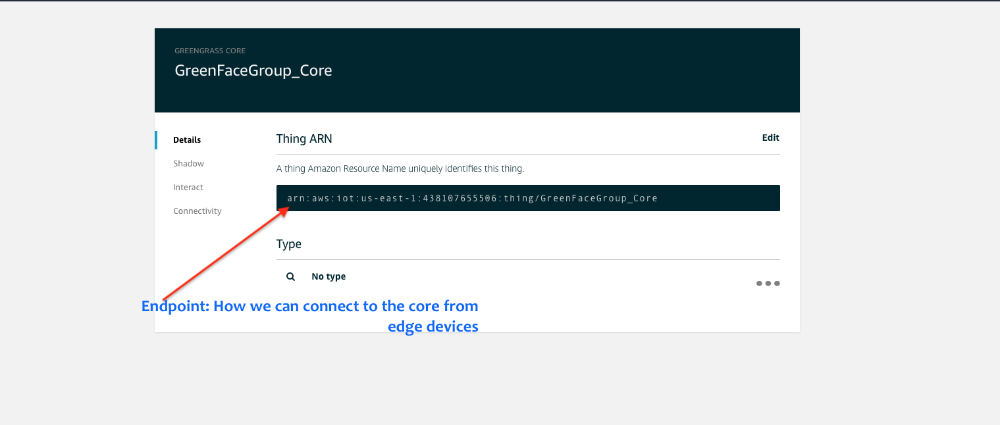 GREENGRASS CORE
GreenFaceGroup_Core
Details
Shadow
Interact
Connectivity
Thing ARN
Edit
A thing Amazon Resource Name uniquely identifies this thing.
arn:aws:iot:us-east-1:438107655506:thing/GreenFaceGroup_Core
Type
No type
Endpoint: How we can connect to the core from
edge devices